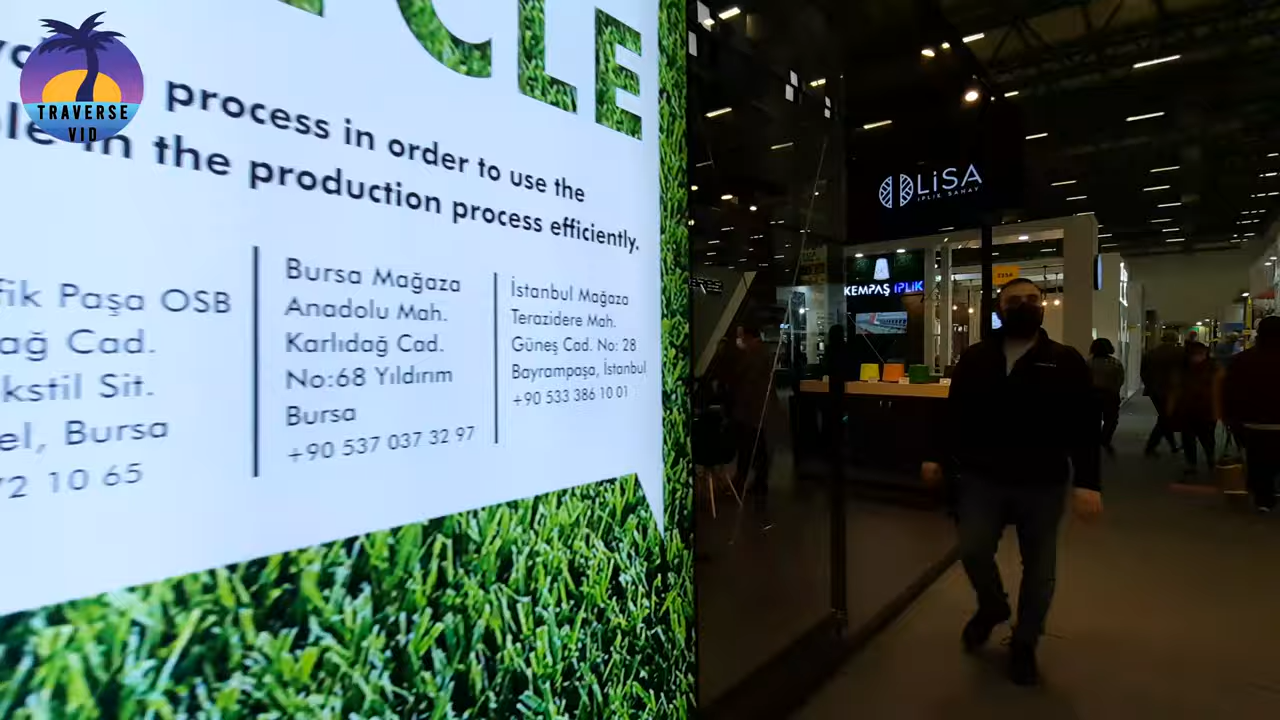 CLE
process in order to use the
in the production process efficiently.
fik Paşa OSB
ağ Cad.
kstil Sit.
el, Bursa
72 10 65
Bursa Mağaza
Anadolu Mah.
Karlıdağ Cad.
No:68 Yıldırım
Bursa
+90 537 037 32 97
İstanbul Mağaza
Terazidere Mah.
Güneş Cad. No: 28
Bayrampaşa, İstanbul
+90 533 386 10 01
TRAVERSE
VID
LiSA
İPLİK SANAY
KEMPAŞ İPLİK